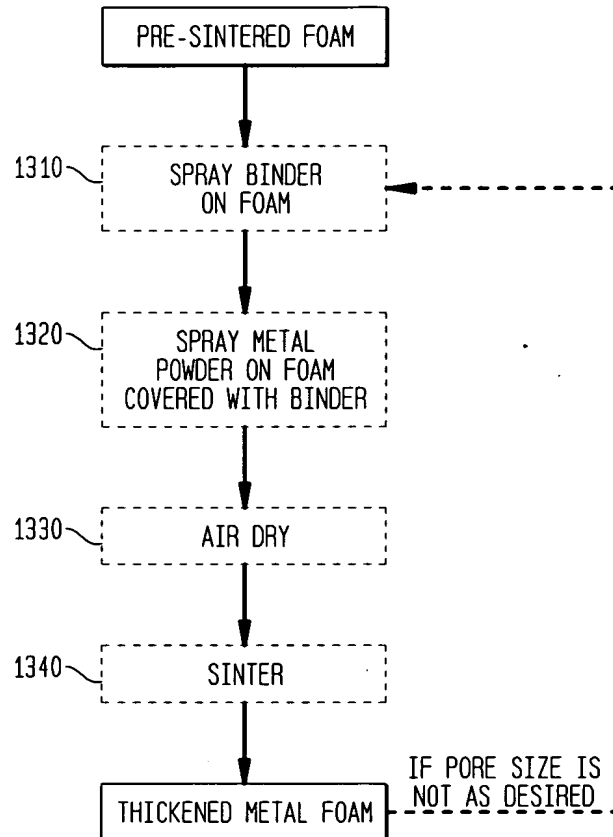 PRE-SINTERED FOAM
1310
SPRAY BINDER
ON FOAM
1320
SPRAY METAL
POWDER ON FOAM
COVERED WITH BINDER
1330
AIR DRY
1340
SINTER
IF PORE SIZE IS
NOT AS DESIRED
THICKENED METAL FOAM